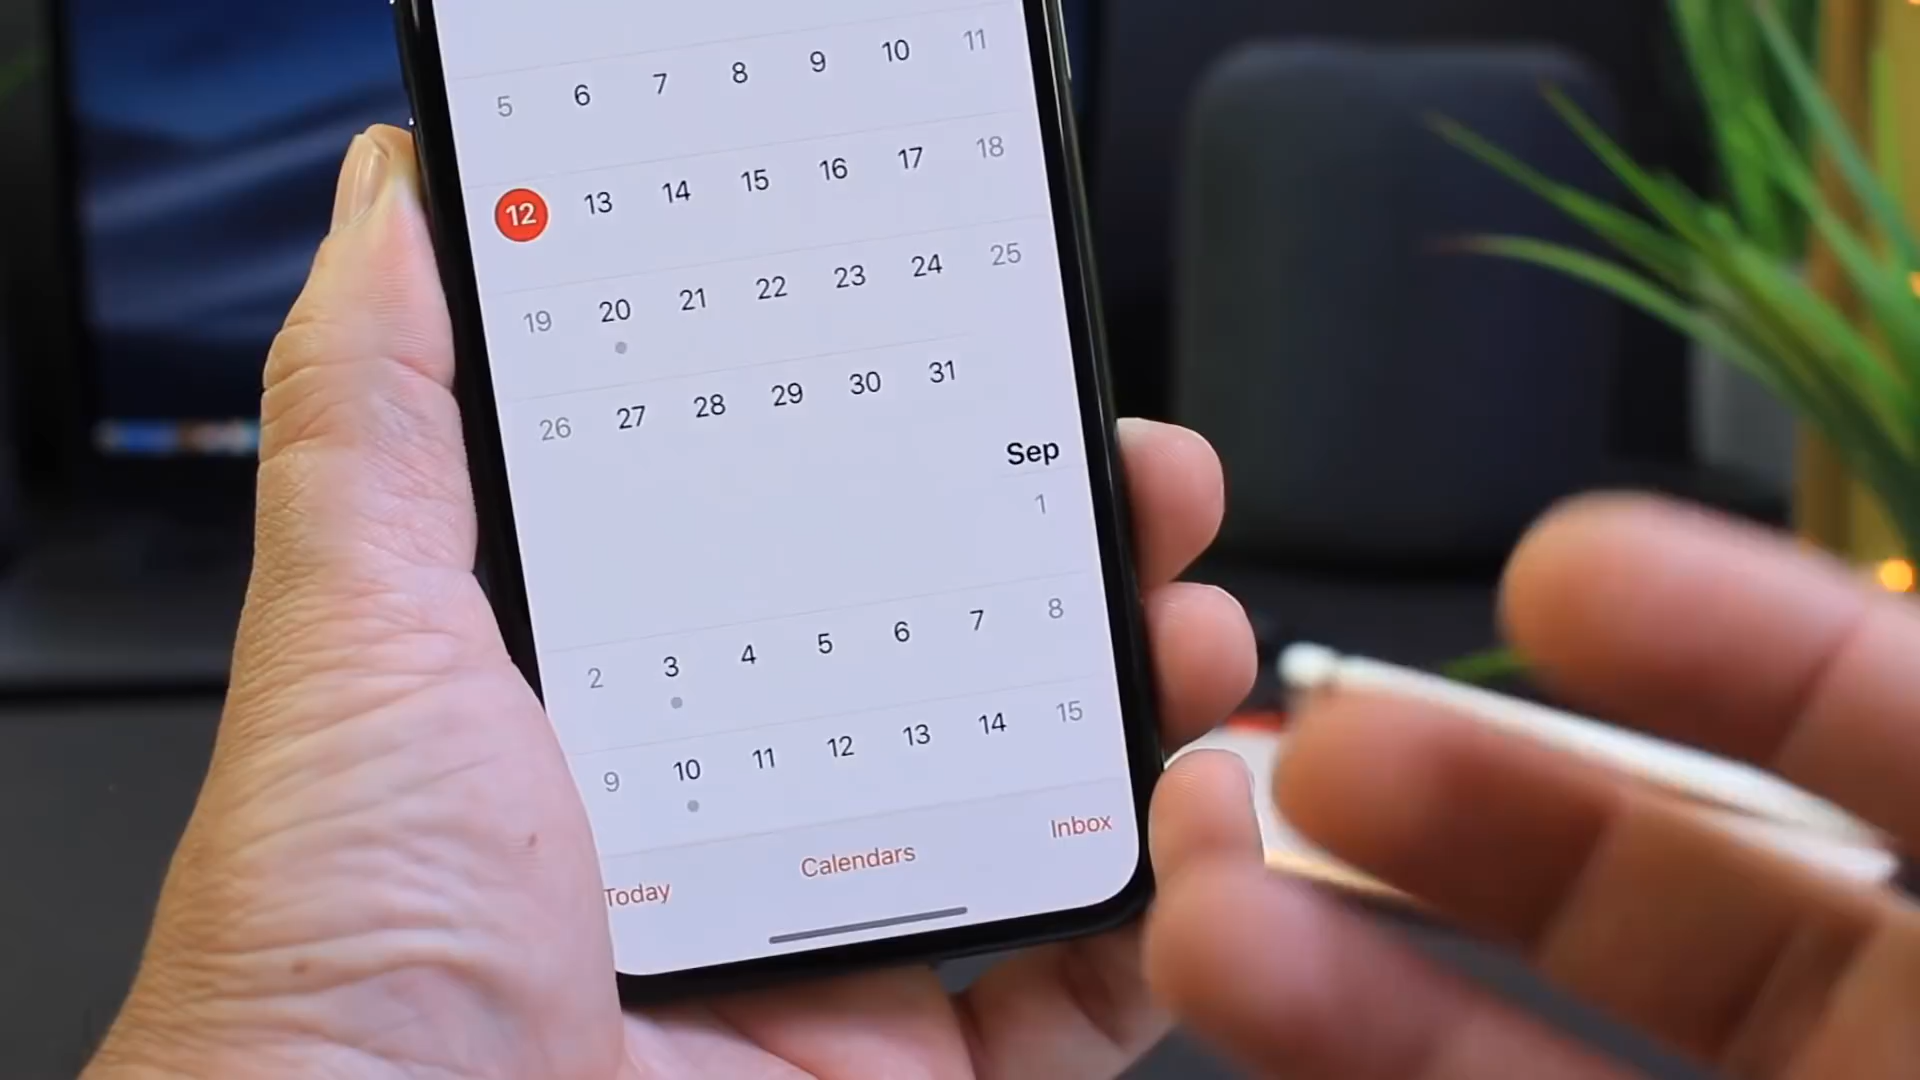 5 6 7 8 9 10 11
12 13 14 15 16 17 18
19 20 21 22 23 24 25
26 27 28 29 30 31
Sep
1
2 3 4 5 6 7 8
9 10 11 12 13 14 15
Today Calendars Inbox